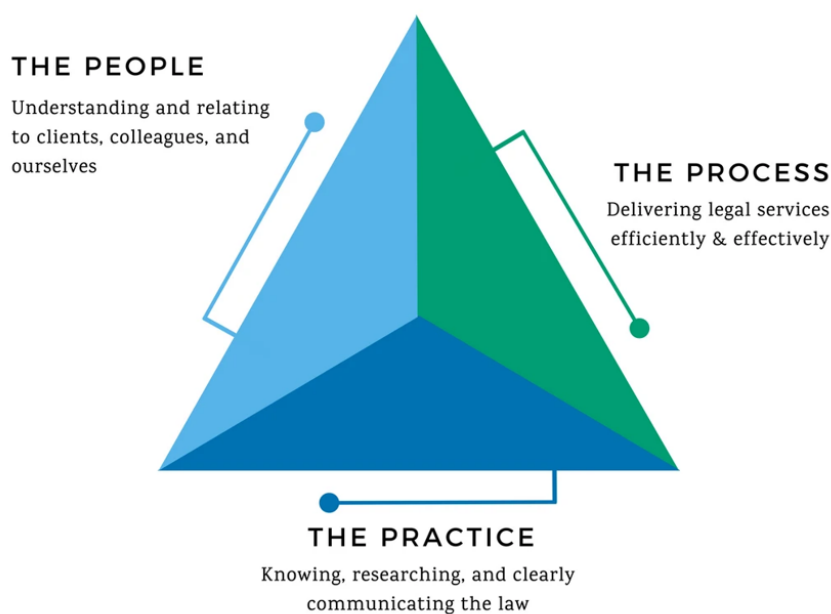 THE PEOPLE
Understanding and relating
to clients, colleagues, and
ourselves
THE PROCESS
Delivering legal services
efficiently & effectively
THE PRACTICE
Knowing, researching, and clearly
communicating the law